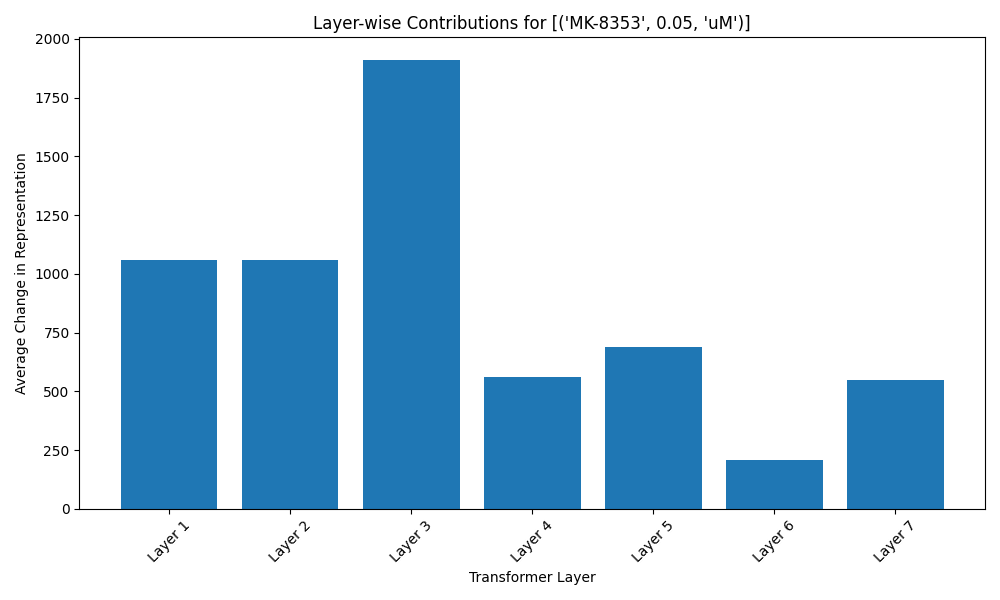 Layer-wise Contributions for [('MK-8353', 0.05, 'uM')]
Average Change in Representation
2000
1750
1500
1250
1000
750
500
250
0
Layer 1
Layer 2
Layer 3
Layer 4
Layer 5
Layer 6
Layer 7
Transformer Layer